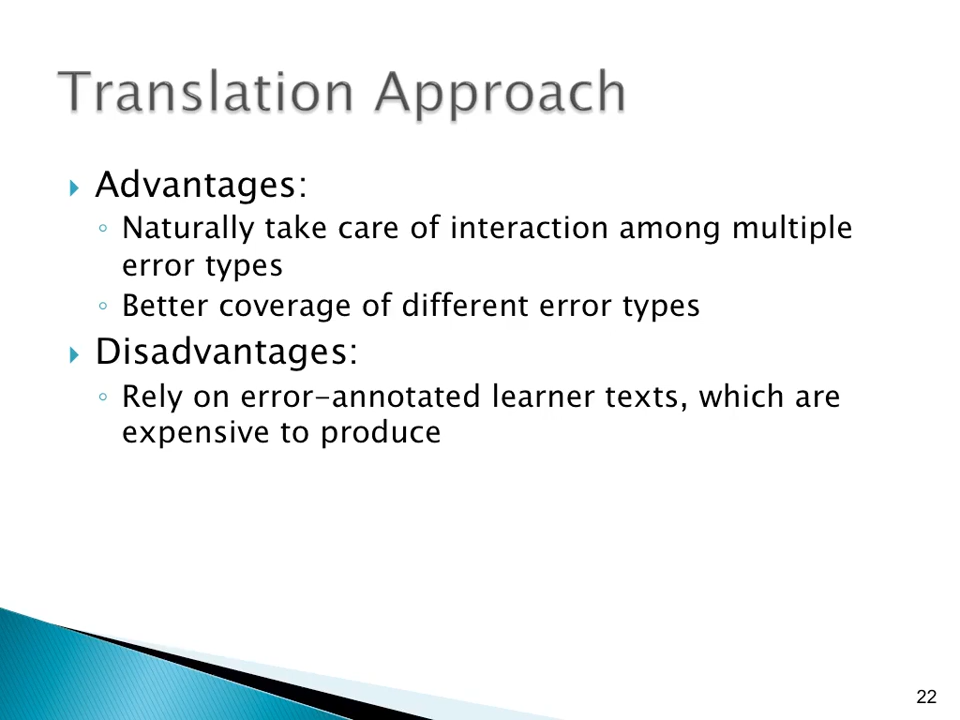 Translation Approach
Advantages:
Naturally take care of interaction among multiple
error types
Better coverage of different error types
Disadvantages:
Rely on error-annotated learner texts, which are
expensive to produce
22